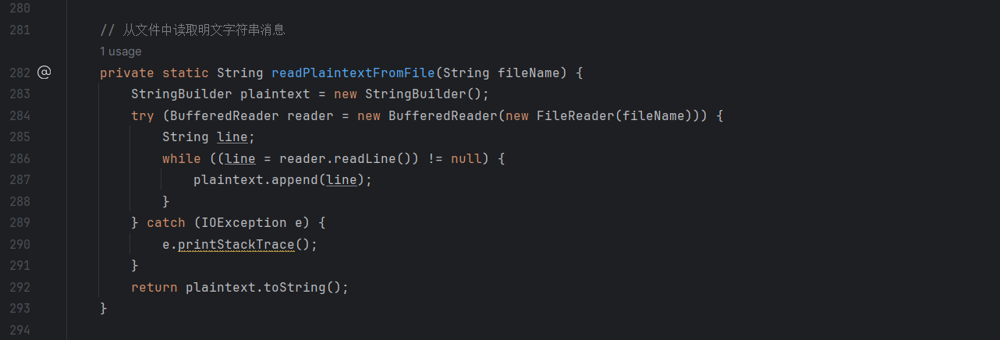 280
281 // 从文件中读取明文字符串消息
1 usage
282 @ private static String readPlaintextFromFile(String fileName) {
283 StringBuilder plaintext = new StringBuilder();
284 try (BufferedReader reader = new BufferedReader(new FileReader(fileName))) {
285 String line;
286 while ((line = reader.readLine()) != null) {
287 plaintext.append(line);
288 }
289 } catch (IOException e) {
290 e.printStackTrace();
291 }
292 return plaintext.toString();
293 }
294